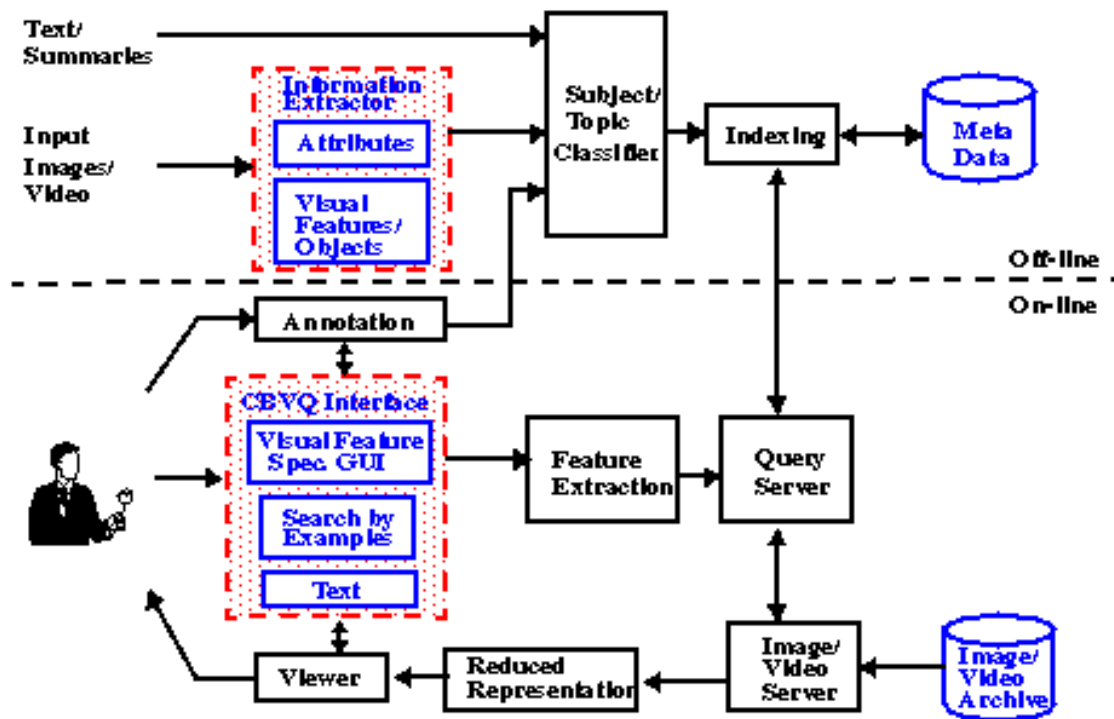 Text/
Summaries
Input
Images/
Video
Information
Extractor
Attributes
Visual
Features/
Objects
Subject/
Topic
Classifier
Indexing
Meta
Data
Off-line
On-line
Annotation
CBVQ Interface
Visual Feature
Spec. GUI
Search by
Examples
Text
Feature
Extraction
Query
Server
Viewer
Reduced
Representation
Image/
Video
Server
Image/
Video
Archive